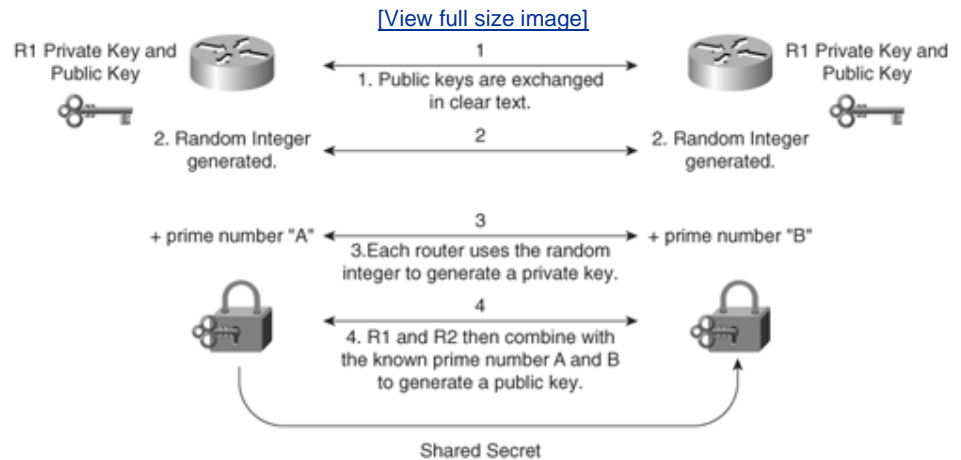 [View full size image]
R1 Private Key and
Public Key
1
1. Public keys are exchanged
in clear text.
R1 Private Key and
Public Key
2. Random Integer
generated.
2
2. Random Integer
generated.
+ prime number "A"
3
3.Each router uses the random
integer to generate a private key.
+ prime number "B"
4
4. R1 and R2 then combine with
the known prime number A and B
to generate a public key.
Shared Secret